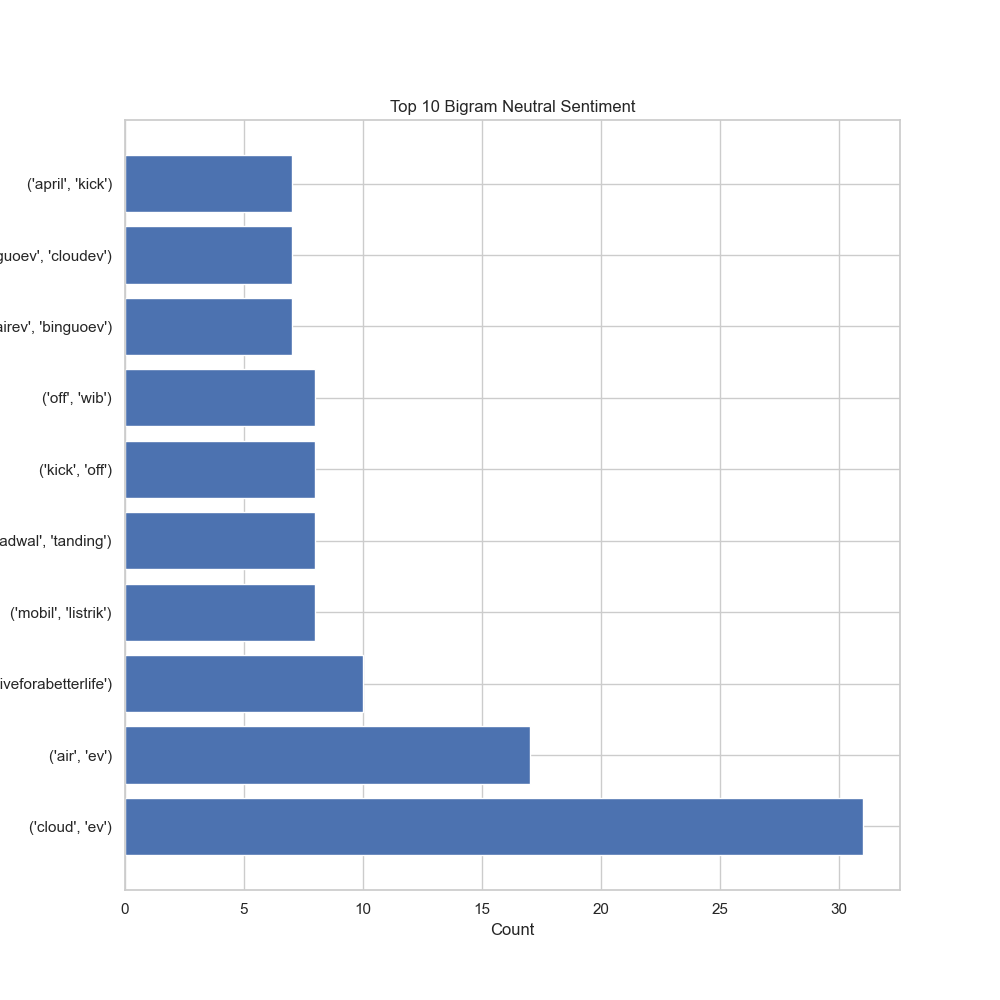 Top 10 Bigram Neutral Sentiment
('april', 'kick')
guoev', 'cloudev')
airev', 'binguoev')
('off', 'wib')
('kick', 'off')
adwal', 'tanding')
('mobil', 'listrik')
iveforabetterlife')
('air', 'ev')
('cloud', 'ev')
0 5 10 15 20 25 30
Count